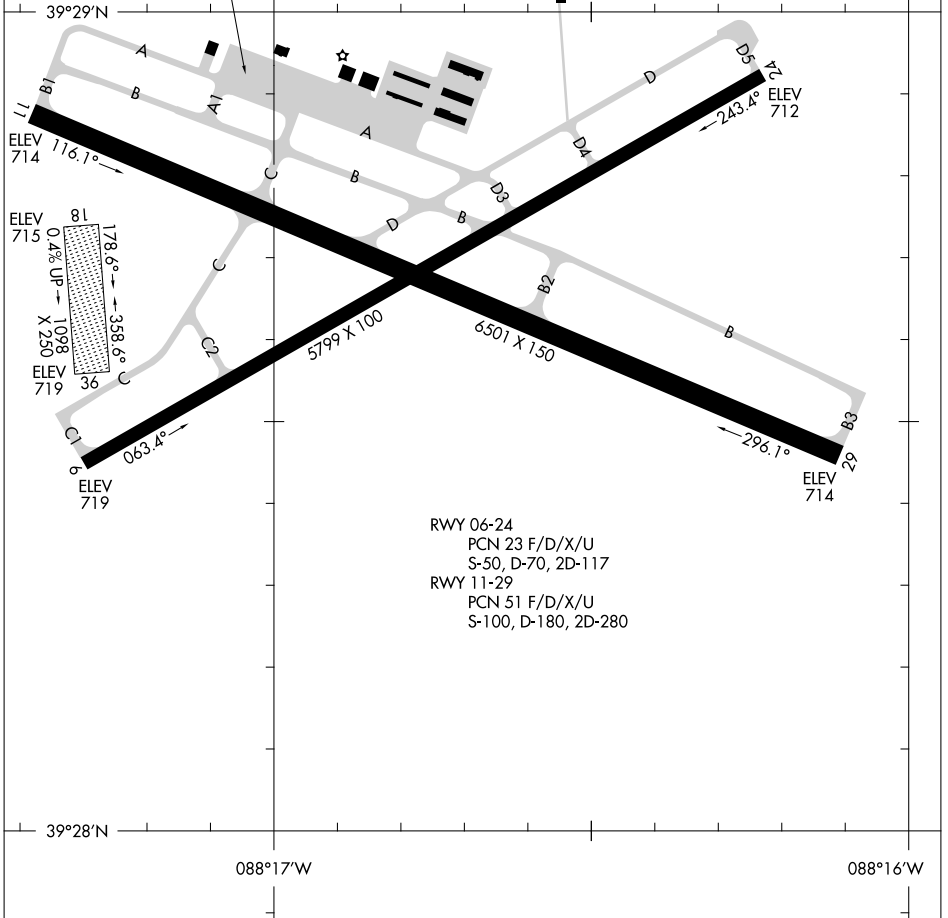 39°29'N
A
B1
B
A1
11
ELEV
714
116.1°
A
B
C
D
D5
24
ELEV
712
243.4°
D4
D3
B
D
ELEV
715
18
178.6°
358.6°
0.4% UP
1098
X 250
ELEV
719
36
C
C2
C
C1
6
ELEV
719
063.4°
5799 X 100
6501 X 150
B2
B
B3
296.1°
29
ELEV
714
RWY 06-24
PCN 23 F/D/X/U
S-50, D-70, 2D-117
RWY 11-29
PCN 51 F/D/X/U
S-100, D-180, 2D-280
39°28'N
088°17'W
088°16'W